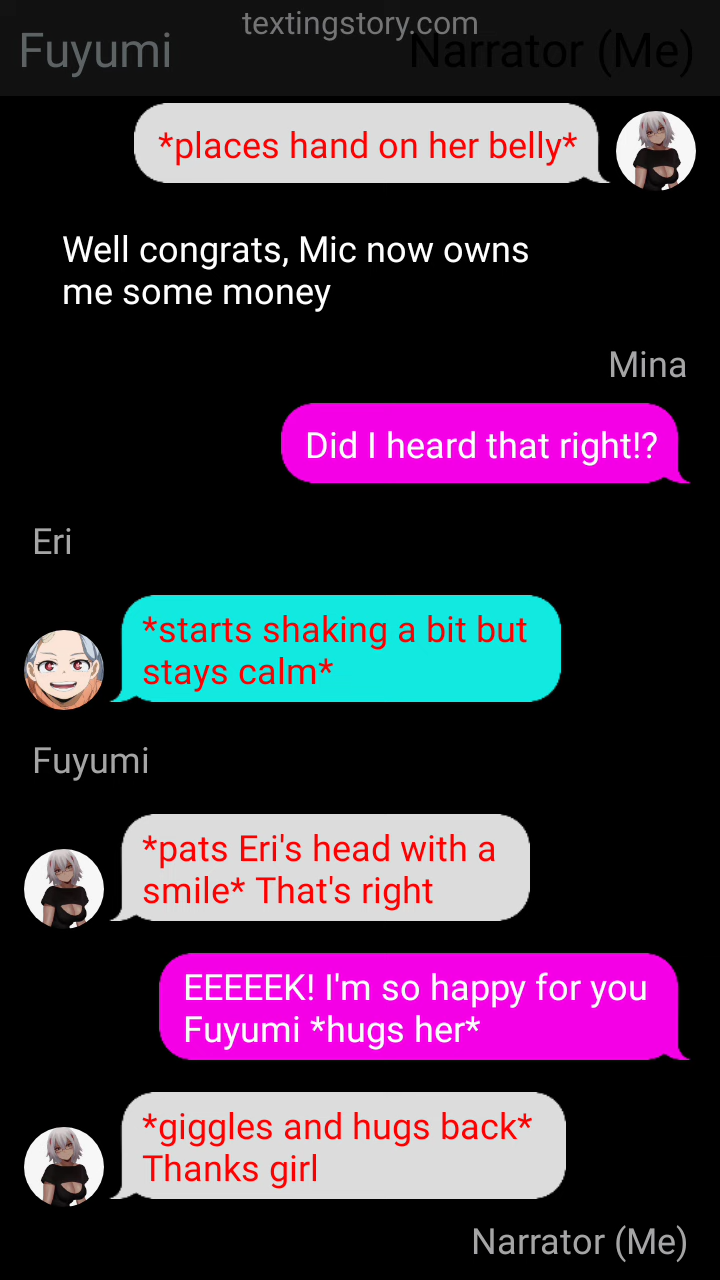 textingstory.com
Fuyumi
Narrator (Me)
*places hand on her belly*
Well congrats, Mic now owns
me some money
Mina
Did I heard that right!?
Eri
*starts shaking a bit but
stays calm*
Fuyumi
*pats Eri's head with a
smile* That's right
EEEEEK! I'm so happy for you
Fuyumi *hugs her*
*giggles and hugs back*
Thanks girl
Narrator (Me)